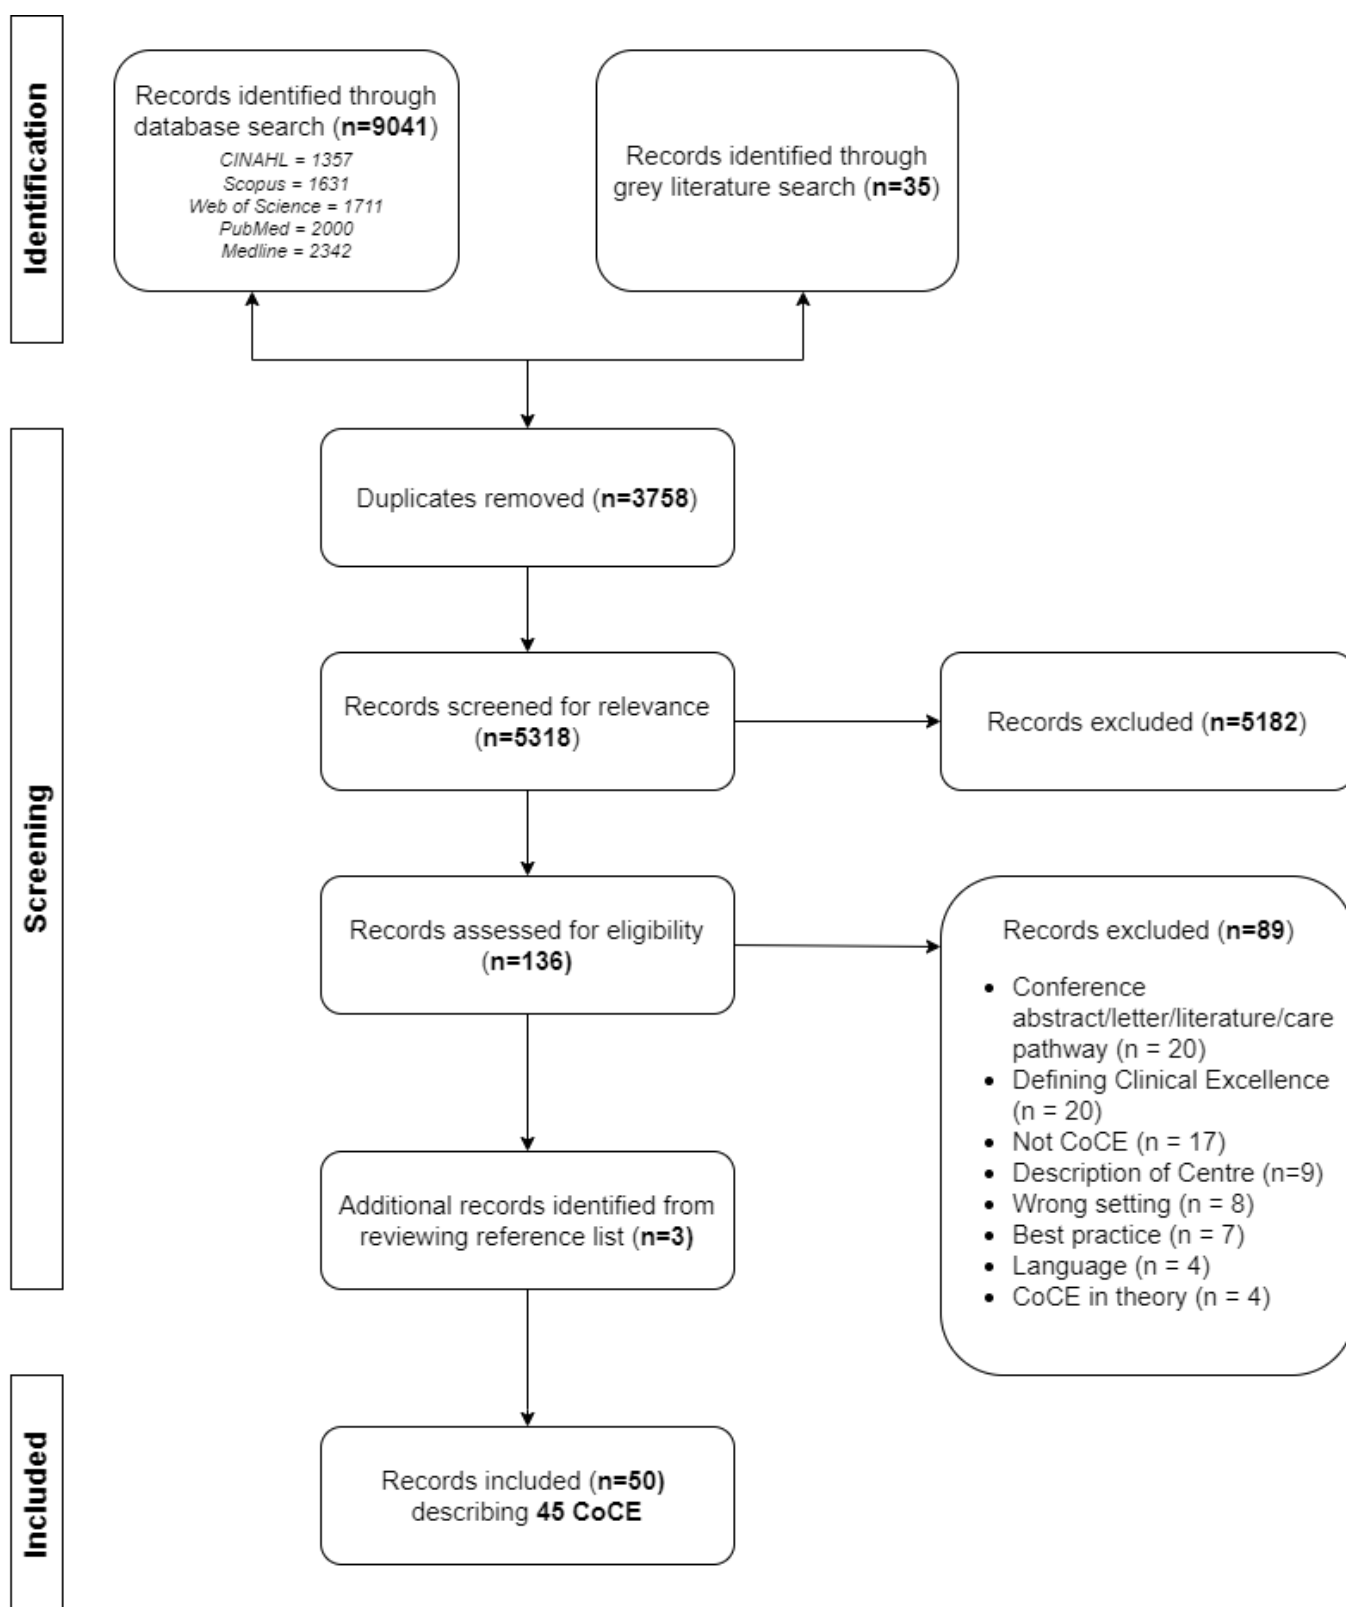 Identification
Records identified through
database search (n=9041)
CINAHL = 1357
Scopus = 1631
Web of Science = 1711
PubMed = 2000
Medline = 2342
Records identified through
grey literature search (n=35)
Screening
Duplicates removed (n=3758)
Records screened for relevance
(n=5318)
Records excluded (n=5182)
Records assessed for eligibility
(n=136)
Records excluded (n=89)
• Conference
abstract/letter/literature/care
pathway (n = 20)
• Defining Clinical Excellence
(n = 20)
• Not CoCE (n = 17)
• Description of Centre (n=9)
• Wrong setting (n = 8)
• Best practice (n = 7)
• Language (n = 4)
• CoCE in theory (n = 4)
Additional records identified from
reviewing reference list (n=3)
Included
Records included (n=50)
describing 45 CoCE